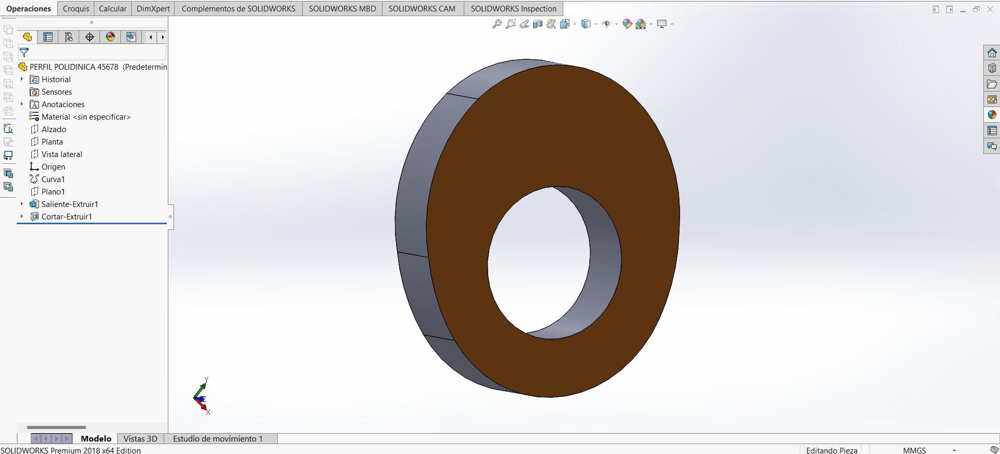 Operaciones Croquis Calcular DimXpert Complementos de SOLIDWORKS SOLIDWORKS MBD SOLIDWORKS CAM SOLIDWORKS Inspection
PERFIL POLIDINICA 45678 (Predetermin
Historial
Sensores
Anotaciones
Material <sin especificar>
Alzado
Planta
Vista lateral
Origen
Curva1
Plano1
Saliente-Extruir1
Cortar-Extruir1
Y
Z
X
Modelo Vistas 3D Estudio de movimiento 1
SOLIDWORKS Premium 2018 x64 Edition Editando Pieza MMGS